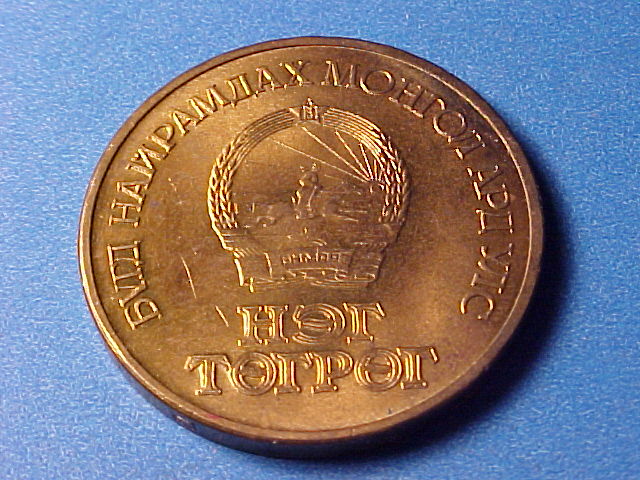 БҮГД НАЙРАМДАХ МОНГОЛ АРД УЛС
НЭГ
ТӨГРӨГ